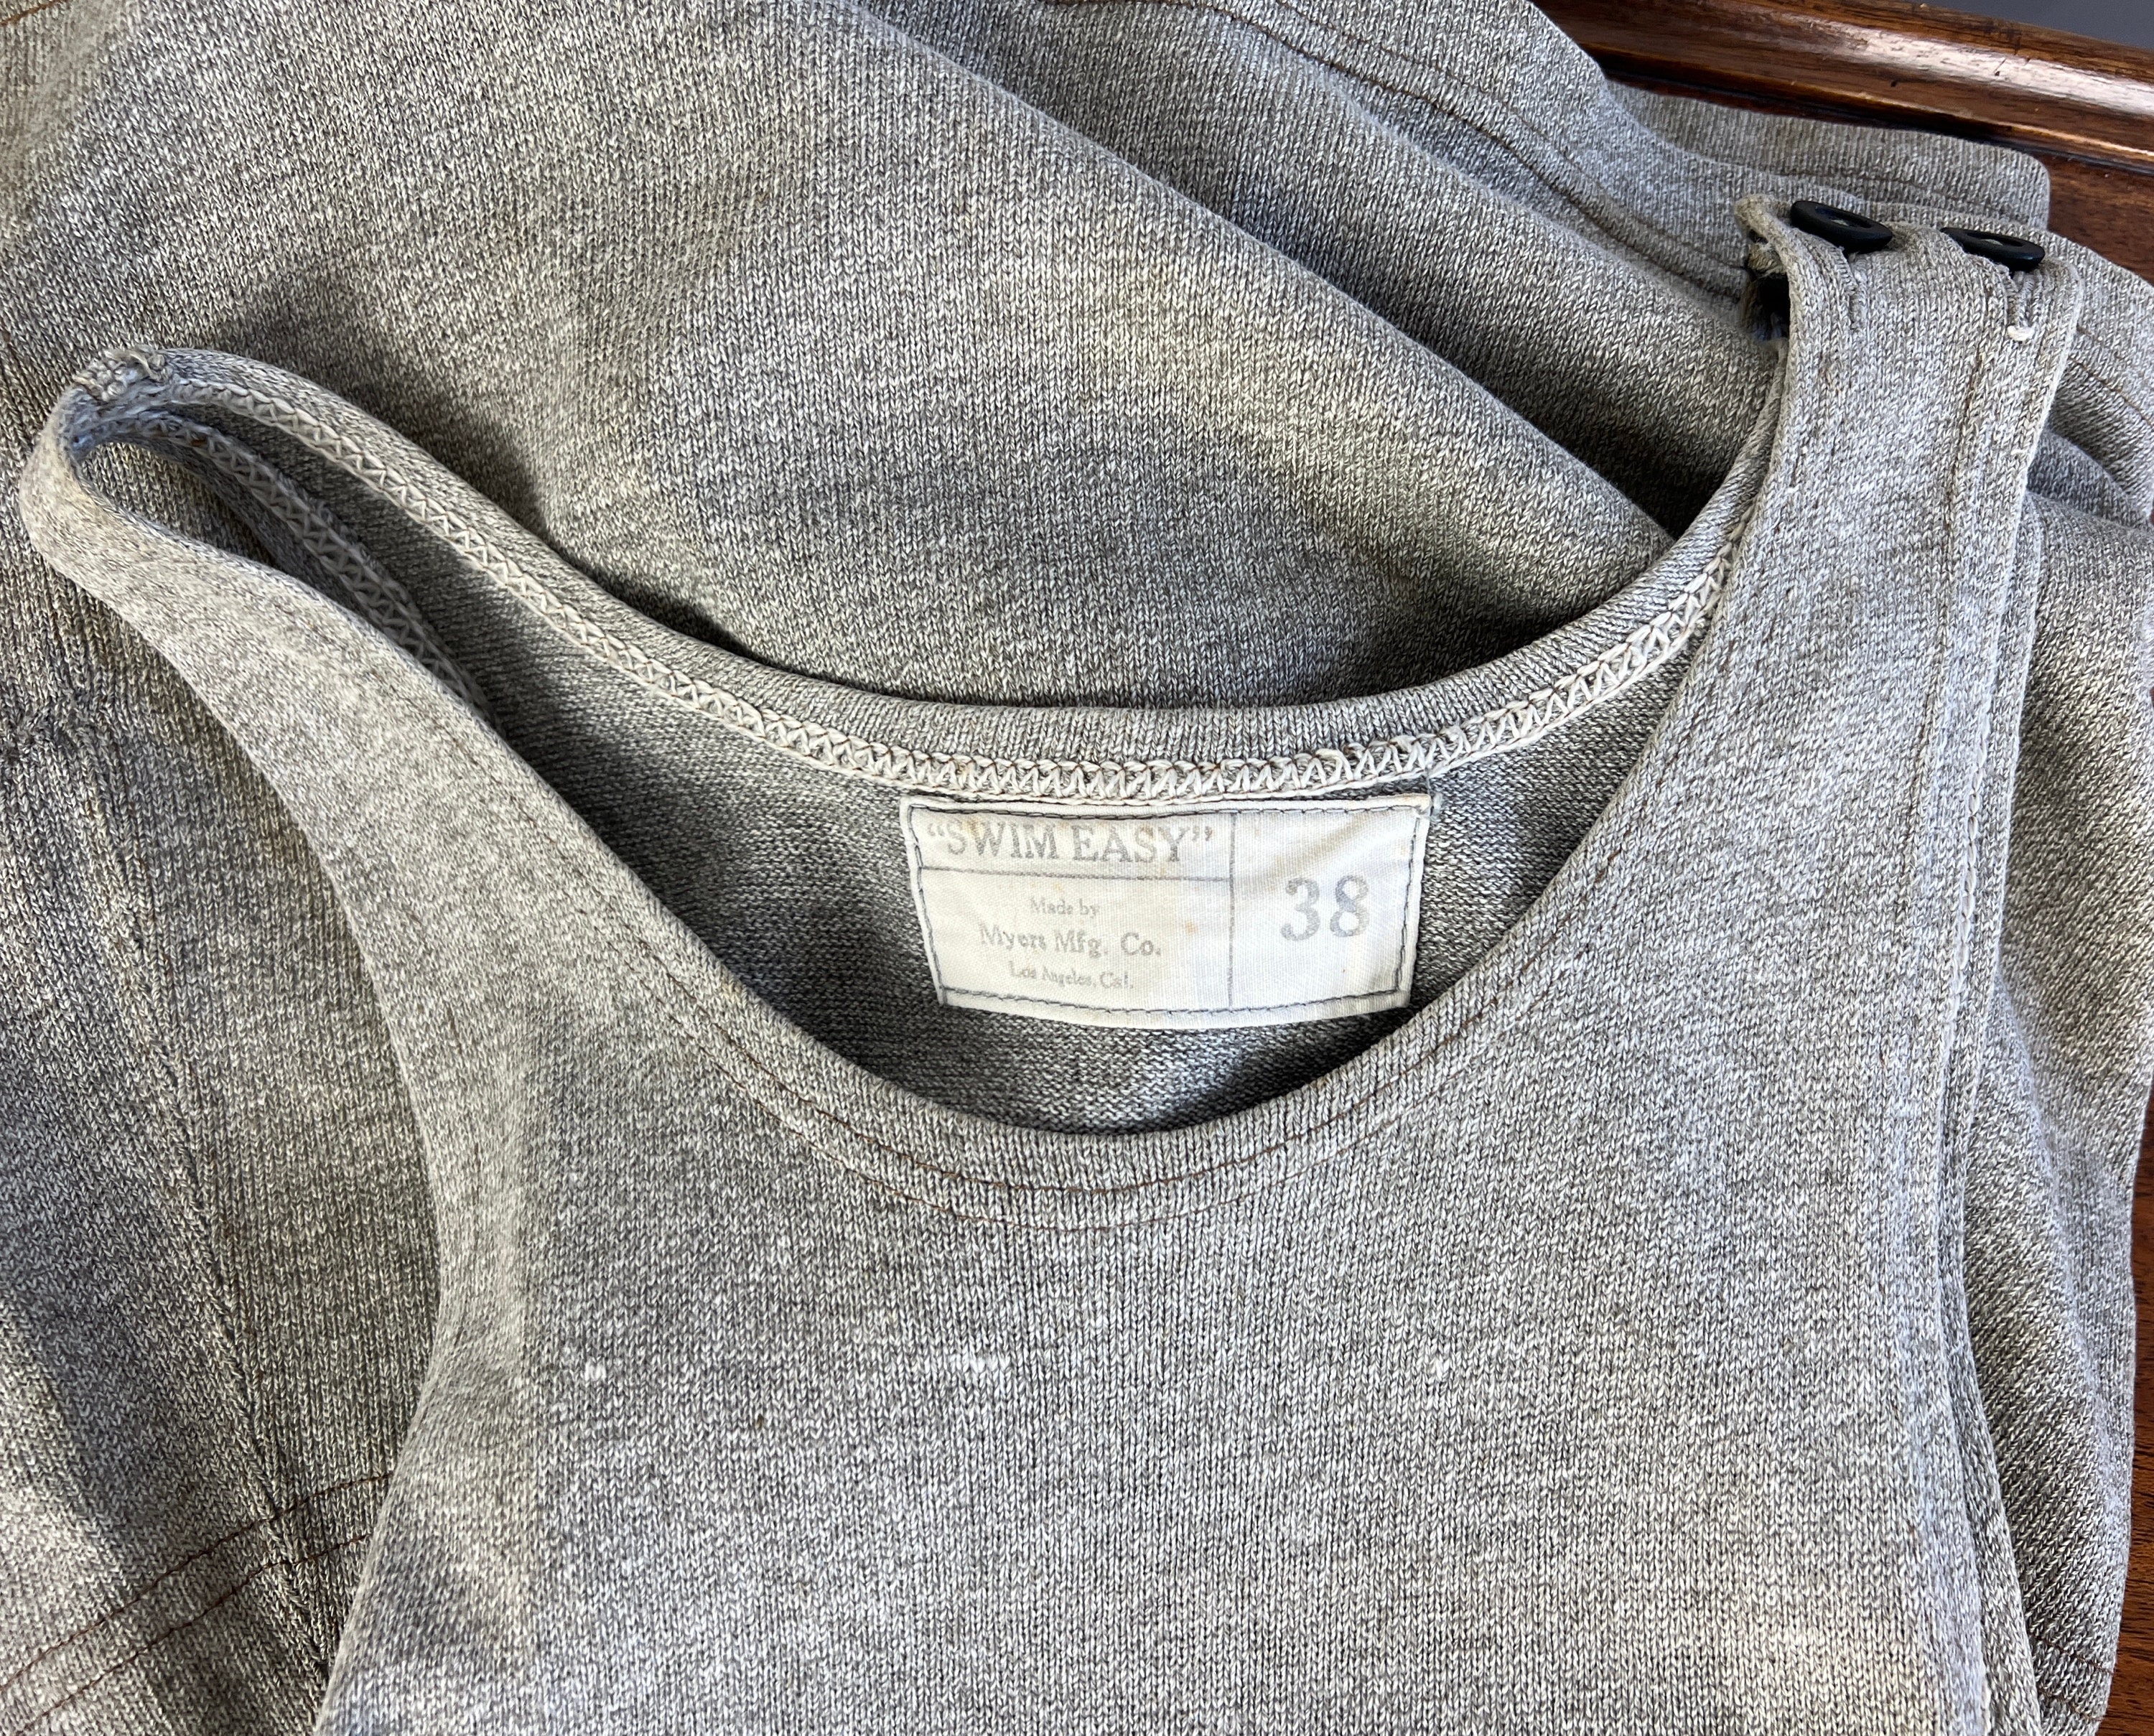 “SWIM EASY”
Made by
Myers Mfg. Co.
Los Angeles, Cal.
38